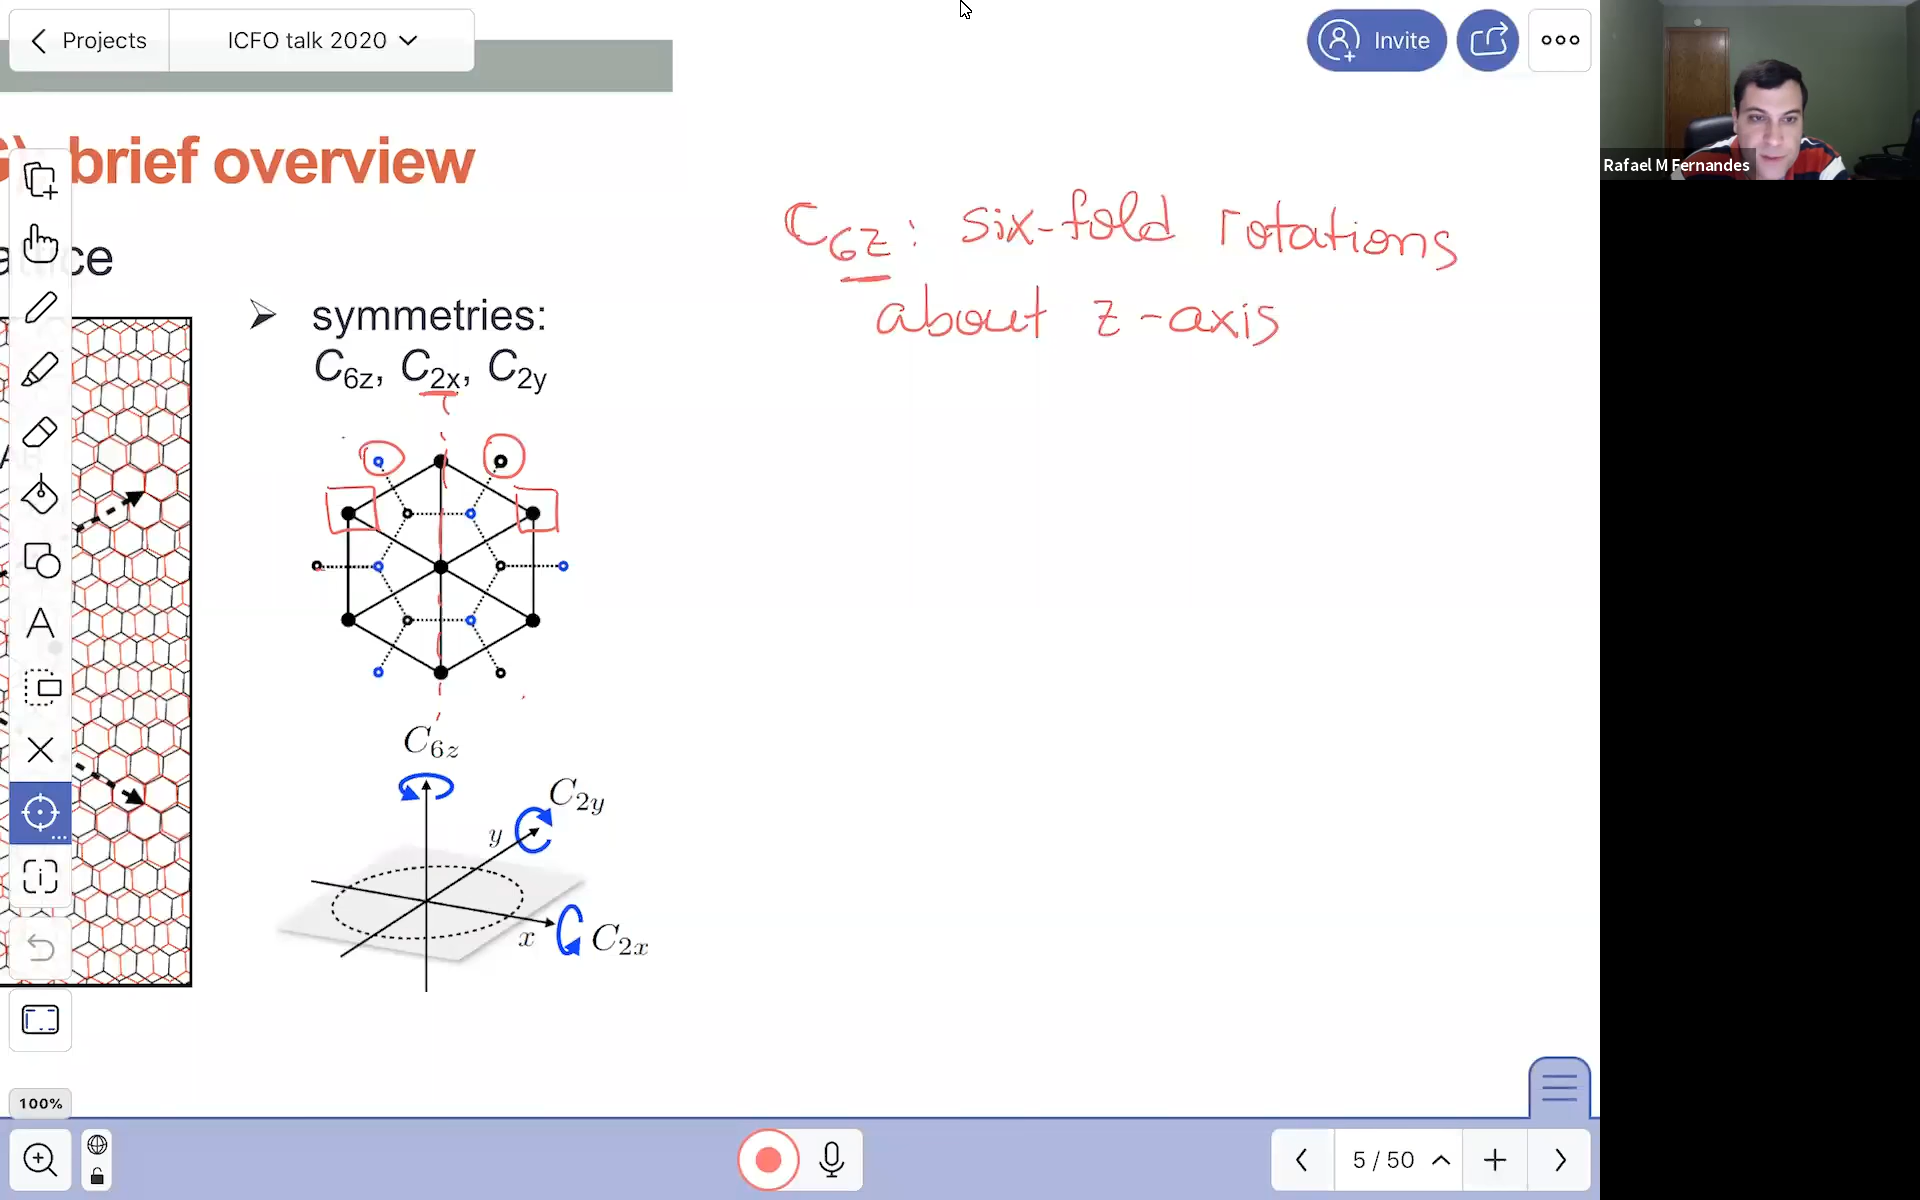 Projects
ICFO talk 2020
Invite
Rafael M Fernandes
brief overview
ce
symmetries:
C6z, C2x, C2y
C6z : six-fold rotations
about z-axis
C6z
C2y
y
x
C2x
100%
5 / 50